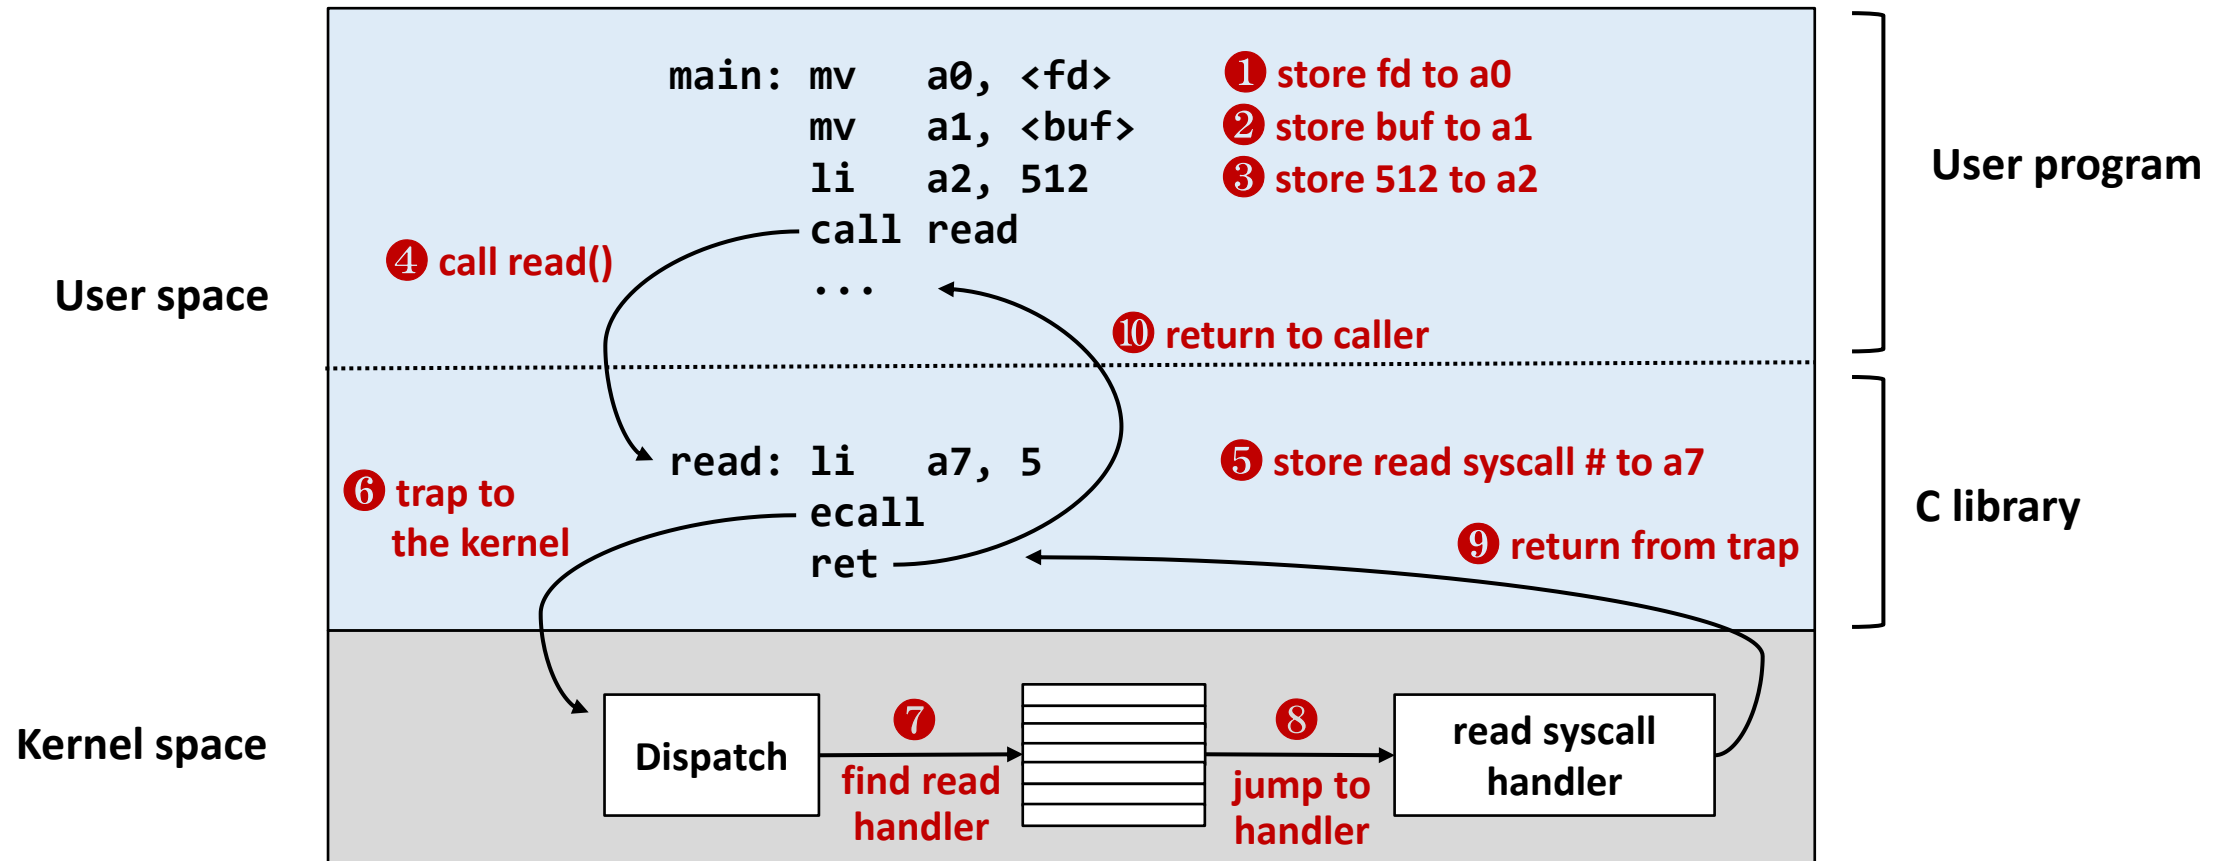 main: mv a0, <fd>
❶ store fd to a0
mv a1, <buf>
❷ store buf to a1
li a2, 512
❸ store 512 to a2
call read
❹ call read()
...
❿ return to caller
User program
User space
read: li a7, 5
❺ store read syscall # to a7
❻ trap to
the kernel
ecall
ret
❾ return from trap
C library
Kernel space
Dispatch
❼
find read
handler
❽
jump to
handler
read syscall
handler